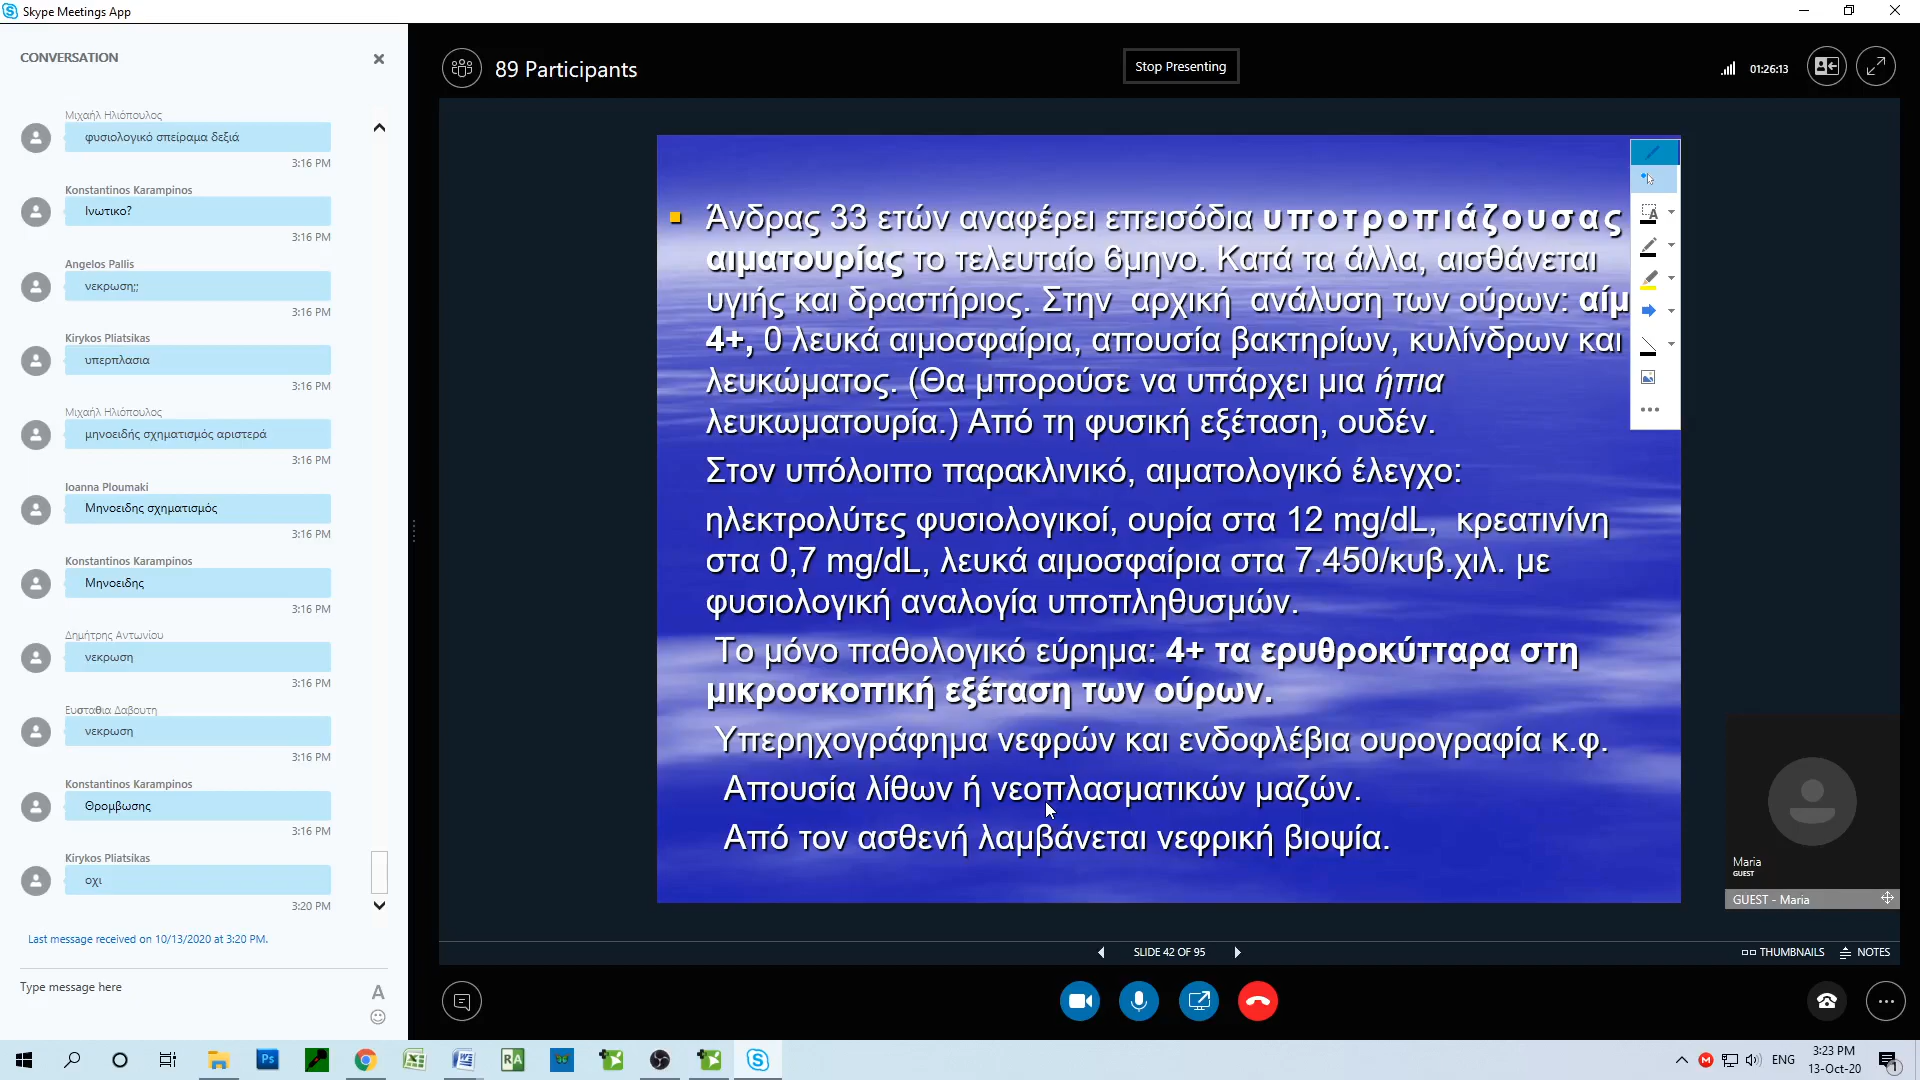 Skype Meetings App
CONVERSATION
Μιχαήλ Ηλιόπουλος
φυσιολογικό σπείραμα δεξιά
3:16 PM
Konstantinos Karampinos
Ινωτικο?
3:16 PM
Angelos Pallis
νεκρωση;;
3:16 PM
Kirykos Pliatsikas
υπερπλασια
3:16 PM
Μιχαήλ Ηλιόπουλος
μηνοειδής σχηματισμός αριστερά
3:16 PM
Ioanna Ploumaki
Μηνοειδης σχηματισμός
3:16 PM
Konstantinos Karampinos
Μηνοειδης
3:16 PM
Δημήτρης Αντωνίου
νεκρωση
3:16 PM
Ευσταθια Δαβουτη
νεκρωση
3:16 PM
Konstantinos Karampinos
Θρομβωσης
3:16 PM
Kirykos Pliatsikas
οχι
3:20 PM
Last message received on 10/13/2020 at 3:20 PM.
Type message here
89 Participants
Stop Presenting
01:26:13
Άνδρας 33 ετών αναφέρει επεισόδια υποτροπιάζουσας
αιματουρίας το τελευταίο 6μηνο. Κατά τα άλλα, αισθάνεται
υγιής και δραστήριος. Στην αρχική ανάλυση των ούρων: αίμ
4+, 0 λευκά αιμοσφαίρια, απουσία βακτηρίων, κυλίνδρων και
λευκώματος. (Θα μπορούσε να υπάρχει μια ήπια
λευκωματουρία.) Από τη φυσική εξέταση, ουδέν.
Στον υπόλοιπο παρακλινικό, αιματολογικό έλεγχο:
ηλεκτρολύτες φυσιολογικοί, ουρία στα 12 mg/dL, κρεατινίνη
στα 0,7 mg/dL, λευκά αιμοσφαίρια στα 7.450/κυβ.χιλ. με
φυσιολογική αναλογία υποπληθυσμών.
Το μόνο παθολογικό εύρημα: 4+ τα ερυθροκύτταρα στη
μικροσκοπική εξέταση των ούρων.
Υπερηχογράφημα νεφρών και ενδοφλέβια ουρογραφία κ.φ.
Απουσία λίθων ή νεοπλασματικών μαζών.
Από τον ασθενή λαμβάνεται νεφρική βιοψία.
Maria
GUEST
GUEST - Maria
SLIDE 42 OF 95
THUMBNAILS
NOTES
ENG
3:23 PM
13-Oct-20